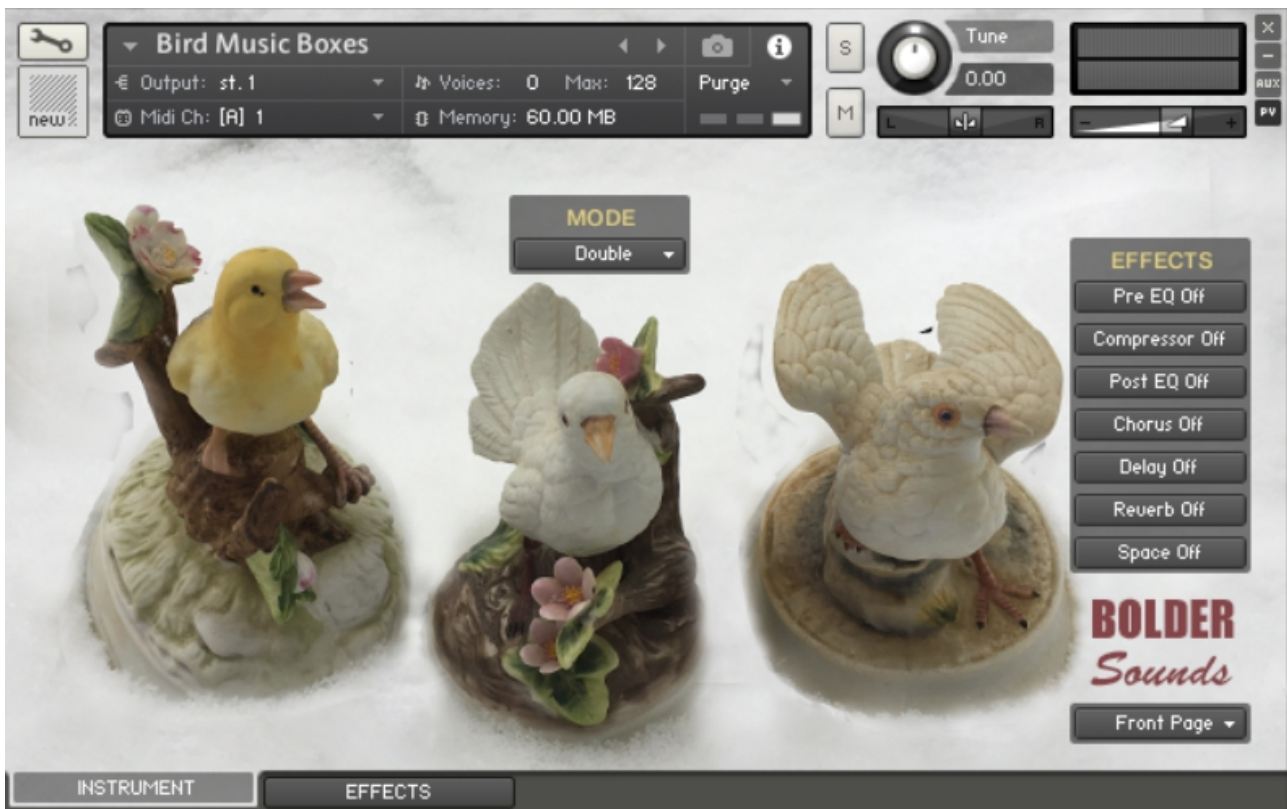 Bird Music Boxes
Output: st. 1
Voices: 0 Max: 128
Purge
new
Midi Ch: [A] 1
Memory: 60.00 MB
S
M
Tune
0.00
L
R
-
+
×
-
AUX
PV
MODE
Double
EFFECTS
Pre EQ Off
Compressor Off
Post EQ Off
Chorus Off
Delay Off
Reverb Off
Space Off
BOLDER
Sounds
Front Page
INSTRUMENT
EFFECTS